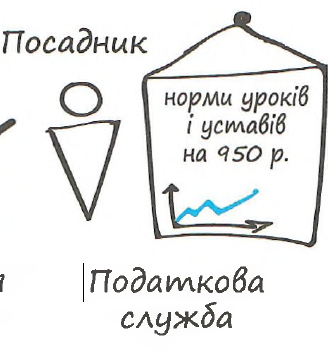 Посадник
норми уроків
і уставів
на 950 р.
Податкова
служба